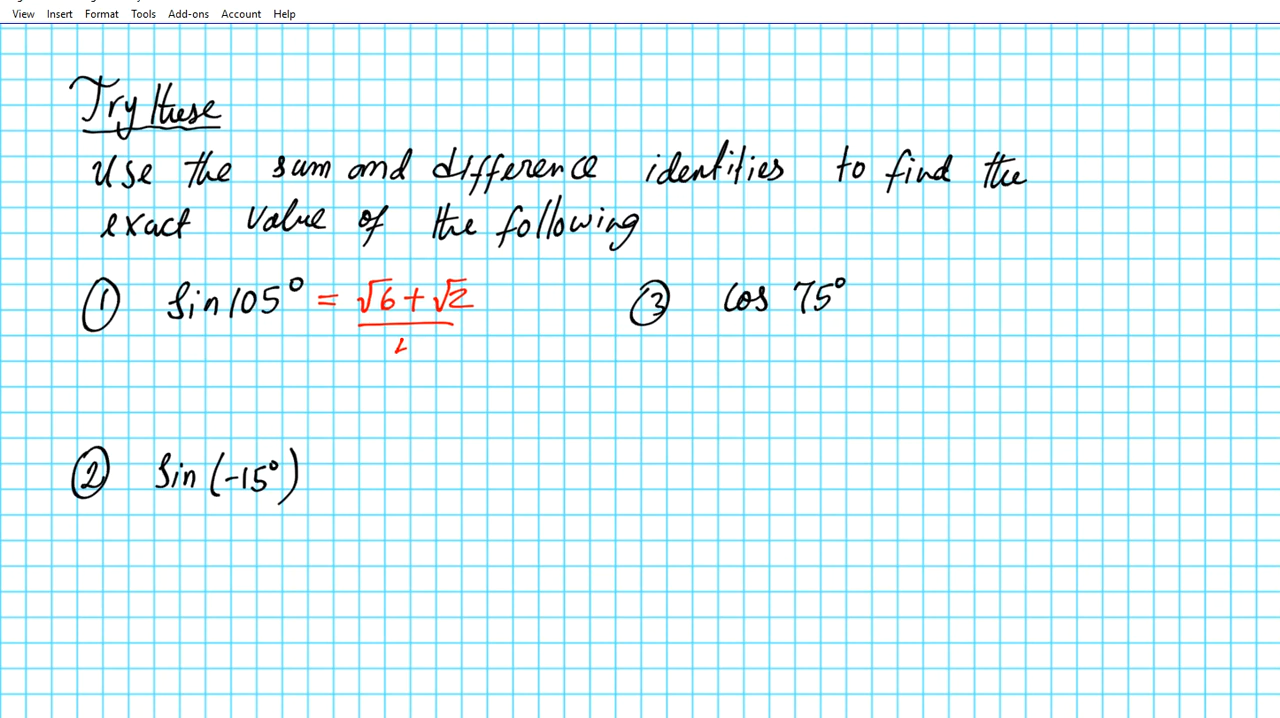 View Insert Format Tools Add-ons Account Help
Try these
Use the sum and difference identities to find the
exact value of the following
① sin 105° = √6 + √2
③ cos 75°
② sin (-15°)